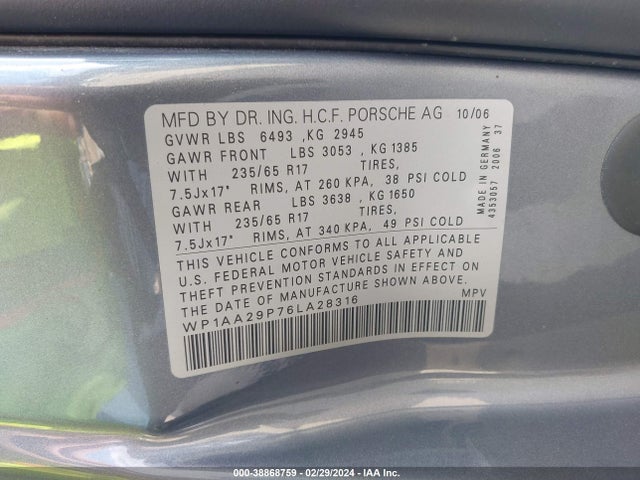 MFD BY DR. ING. H.C.F. PORSCHE AG 10/06
GVWR LBS 6493 ,KG 2945
GAWR FRONT LBS 3053 ,KG 1385
WITH 235/65 R17 TIRES,
7.5Jx17" RIMS, AT 260 KPA, 38 PSI COLD
GAWR REAR LBS 3638 , KG 1650
WITH 235/65 R17 TIRES,
7.5Jx17" RIMS, AT 340 KPA, 49 PSI COLD
THIS VEHICLE CONFORMS TO ALL APPLICABLE
U.S. FEDERAL MOTOR VEHICLE SAFETY AND
THEFT PREVENTION STANDARDS IN EFFECT ON
THE DATE OF MANUFACTURE SHOWN ABOVE.
WP1AA29P76LA28316 MPV
MADE IN GERMANY
4353057 2006 37
000-38868759 - 02/29/2024 - IAA Inc.